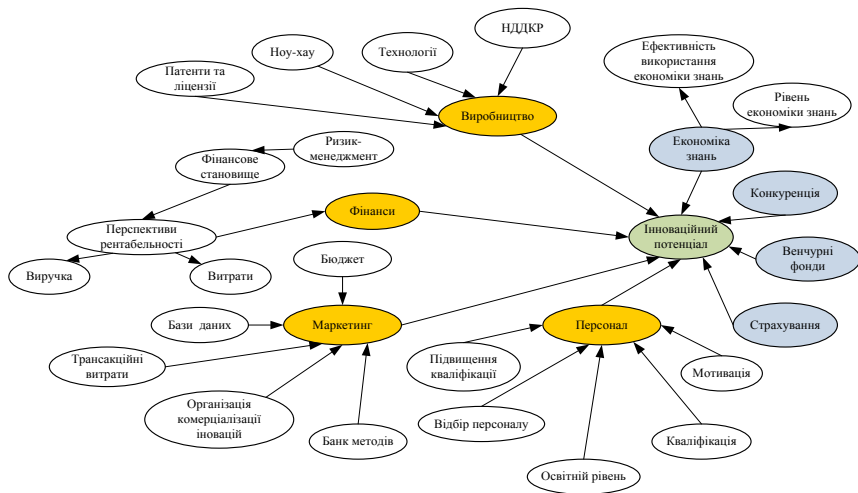 НДДКР
Ноу-хау
Технології
Ефективність
використання
економіки знань
Патенти та
ліцензії
Рівень
економіки знань
Виробництво
Ризик-
менеджмент
Економіка
знань
Фінансове
становище
Конкуренція
Фінанси
Перспективи
рентабельності
Інноваційний
потенціал
Бюджет
Венчурні
фонди
Виручка
Витрати
Бази даних
Маркетинг
Персонал
Страхування
Трансакційні
витрати
Підвищення
кваліфікації
Мотивація
Організація
комерціалізації
іновацій
Відбір персоналу
Банк методів
Кваліфікація
Освітній рівень